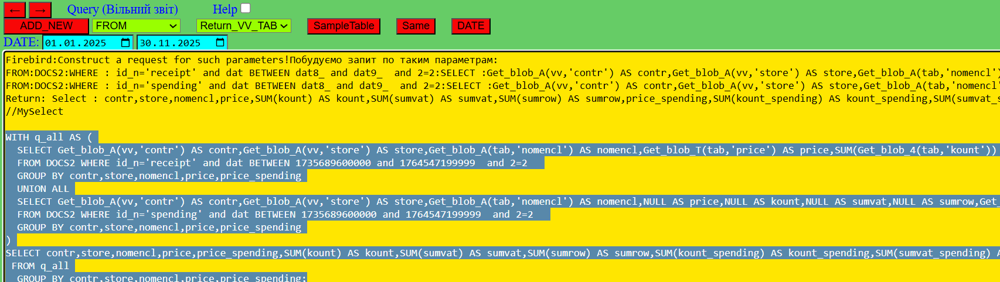 ← → Query (Вільний звіт) Help
ADD_NEW FROM Return_VV_TAB SampleTable Same DATE
DATE: 01.01.2025 30.11.2025
Firebird:Construct a request for such parameters!Побудуємо запит по таким параметрам:
FROM:DOCS2:WHERE : id_n='receipt' and dat BETWEEN dat8_ and dat9_  and 2=2:SELECT :Get_blob_A(vv,'contr') AS contr,Get_blob_A(vv,'store') AS store,Get_blob_A(tab,'nomencl')
FROM:DOCS2:WHERE : id_n='spending' and dat BETWEEN dat8_ and dat9_  and 2=2:SELECT :Get_blob_A(vv,'contr') AS contr,Get_blob_A(vv,'store') AS store,Get_blob_A(tab,'nomencl'
Return: Select : contr,store,nomencl,price,SUM(kount) AS kount,SUM(sumvat) AS sumvat,SUM(sumrow) AS sumrow,price_spending,SUM(kount_spending) AS kount_spending,SUM(sumvat_s
//MySelect
WITH q_all AS (
SELECT Get_blob_A(vv,'contr') AS contr,Get_blob_A(vv,'store') AS store,Get_blob_A(tab,'nomencl') AS nomencl,Get_blob_T(tab,'price') AS price,SUM(Get_blob_4(tab,'kount'))
FROM DOCS2 WHERE id_n='receipt' and dat BETWEEN 1735689600000 and 1764547199999  and 2=2
GROUP BY contr,store,nomencl,price,price_spending
UNION ALL
SELECT Get_blob_A(vv,'contr') AS contr,Get_blob_A(vv,'store') AS store,Get_blob_A(tab,'nomencl') AS nomencl,NULL AS price,NULL AS kount,NULL AS sumvat,NULL AS sumrow,Get_
FROM DOCS2 WHERE id_n='spending' and dat BETWEEN 1735689600000 and 1764547199999  and 2=2
GROUP BY contr,store,nomencl,price,price_spending
)
SELECT contr,store,nomencl,price,price_spending,SUM(kount) AS kount,SUM(sumvat) AS sumvat,SUM(sumrow) AS sumrow,SUM(kount_spending) AS kount_spending,SUM(sumvat_spending) A
FROM q_all
GROUP BY contr,store,nomencl,price,price_spending;